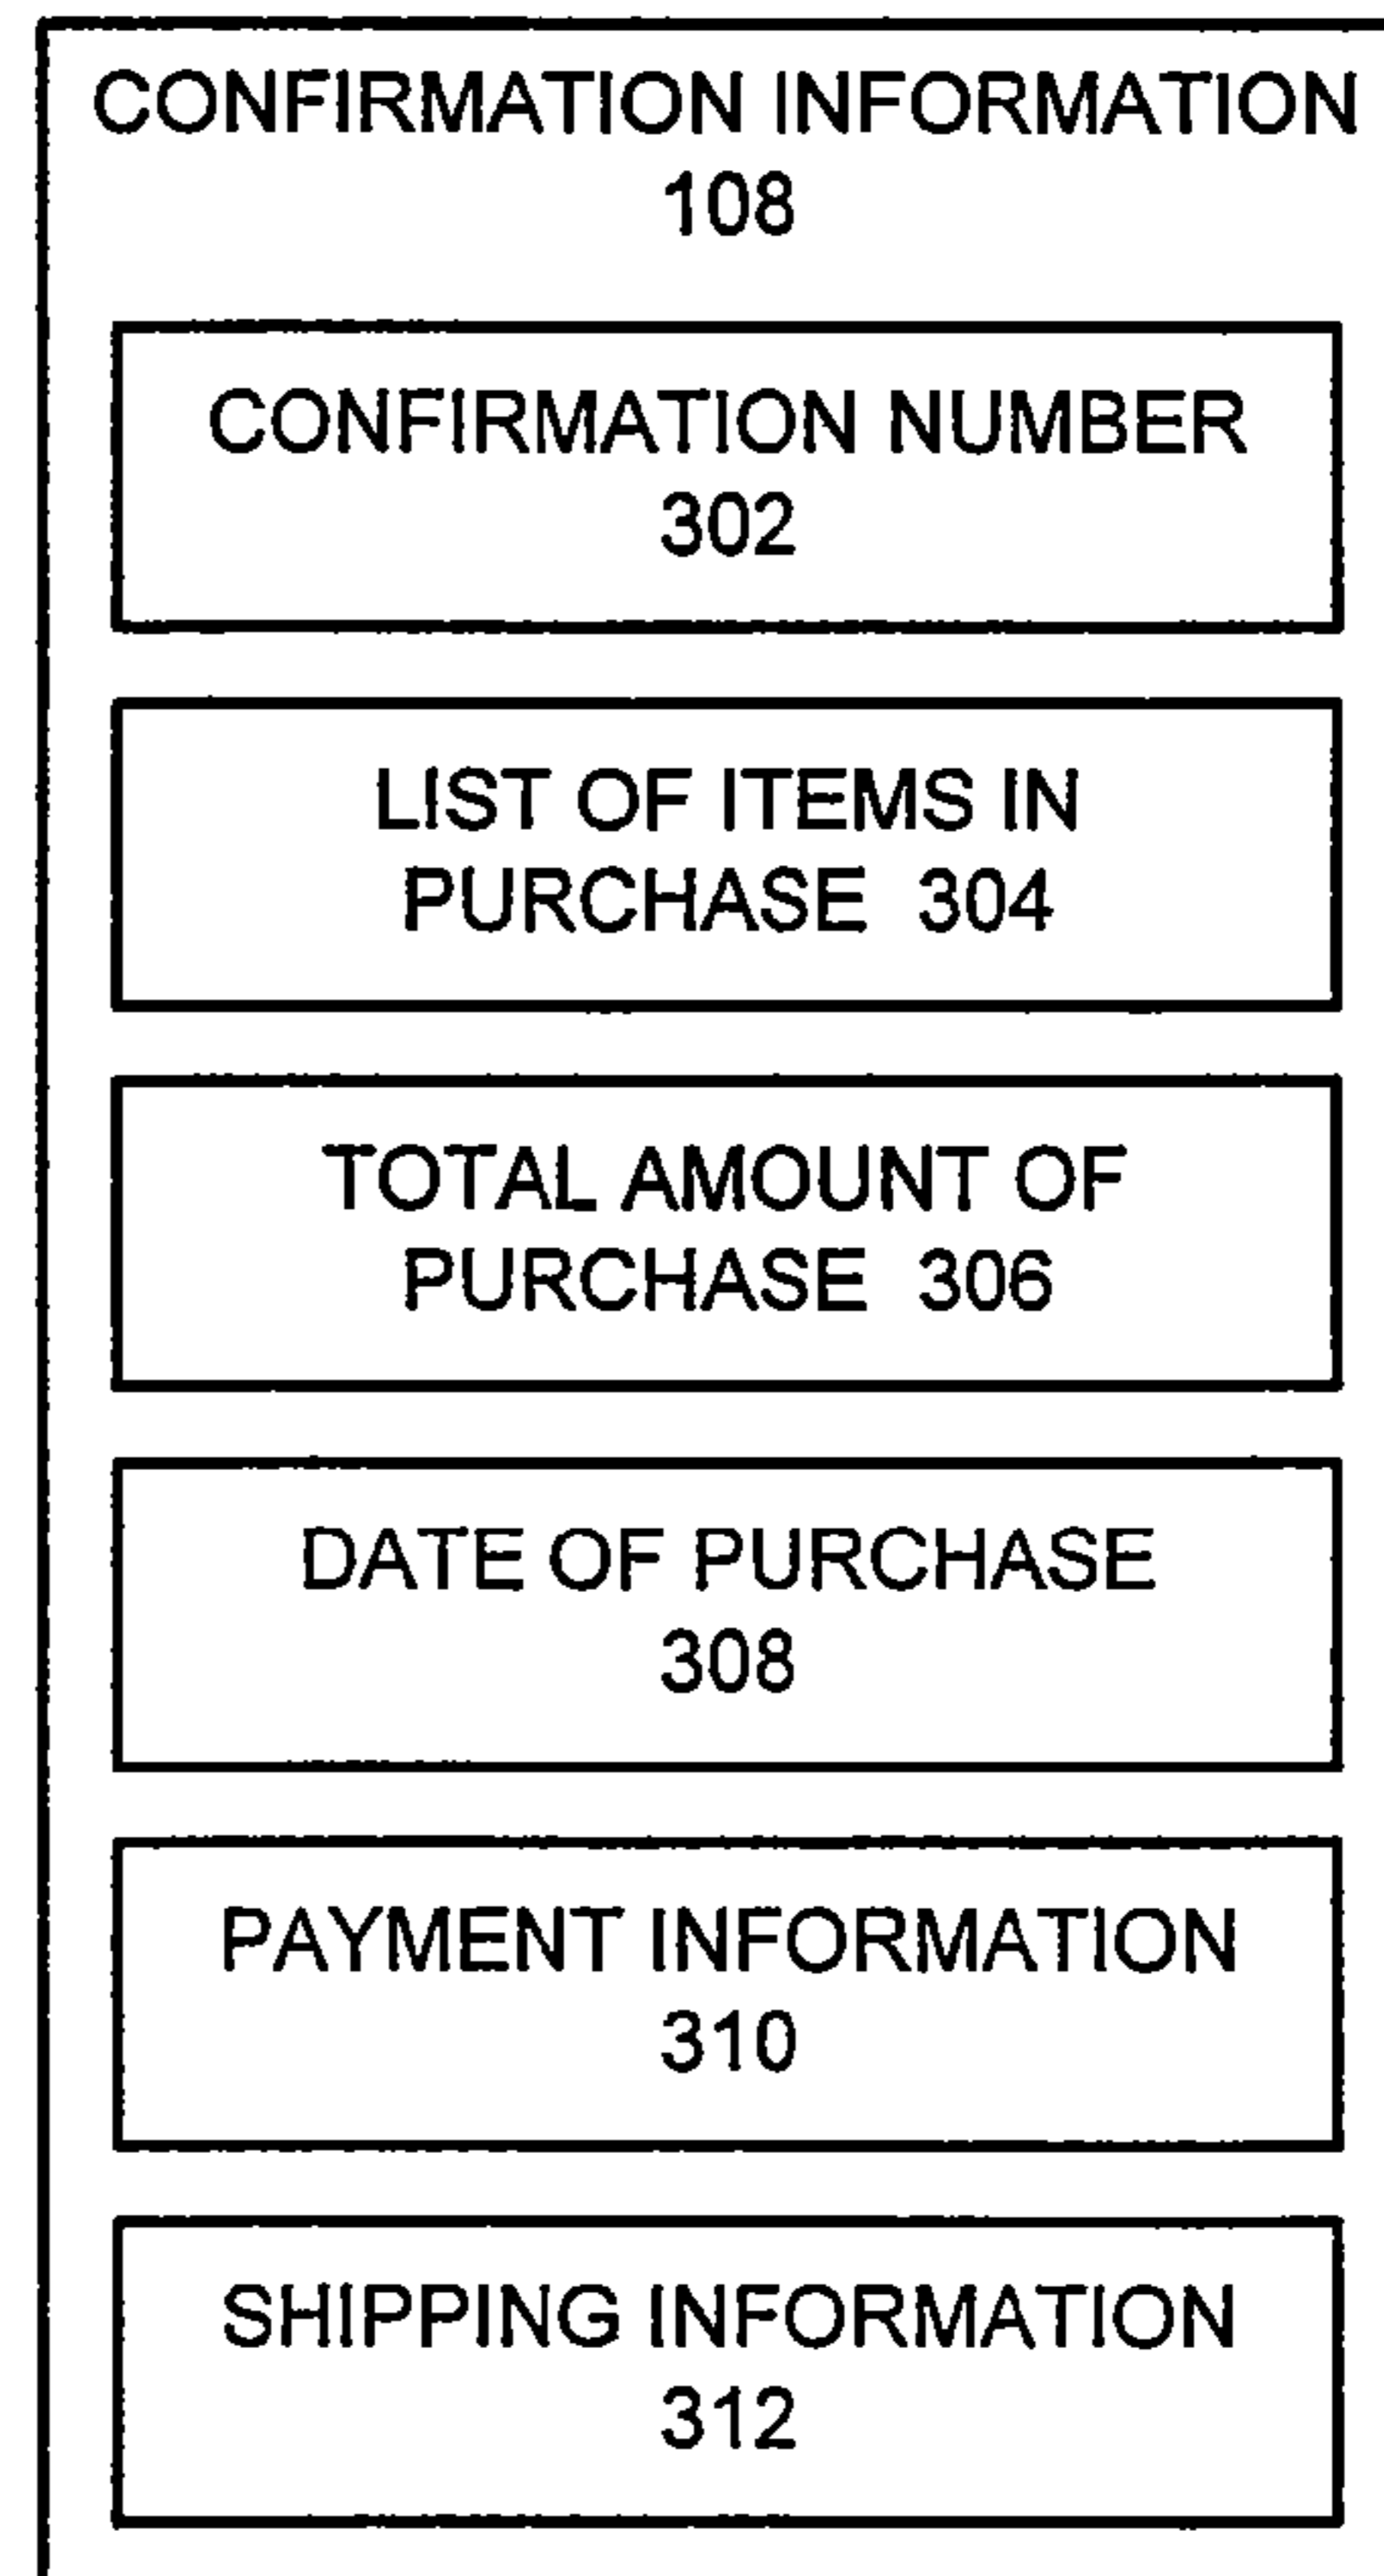 CONFIRMATION INFORMATION
108
CONFIRMATION NUMBER
302
LIST OF ITEMS IN
PURCHASE 304
TOTAL AMOUNT OF
PURCHASE 306
DATE OF PURCHASE
308
PAYMENT INFORMATION
310
SHIPPING INFORMATION
312